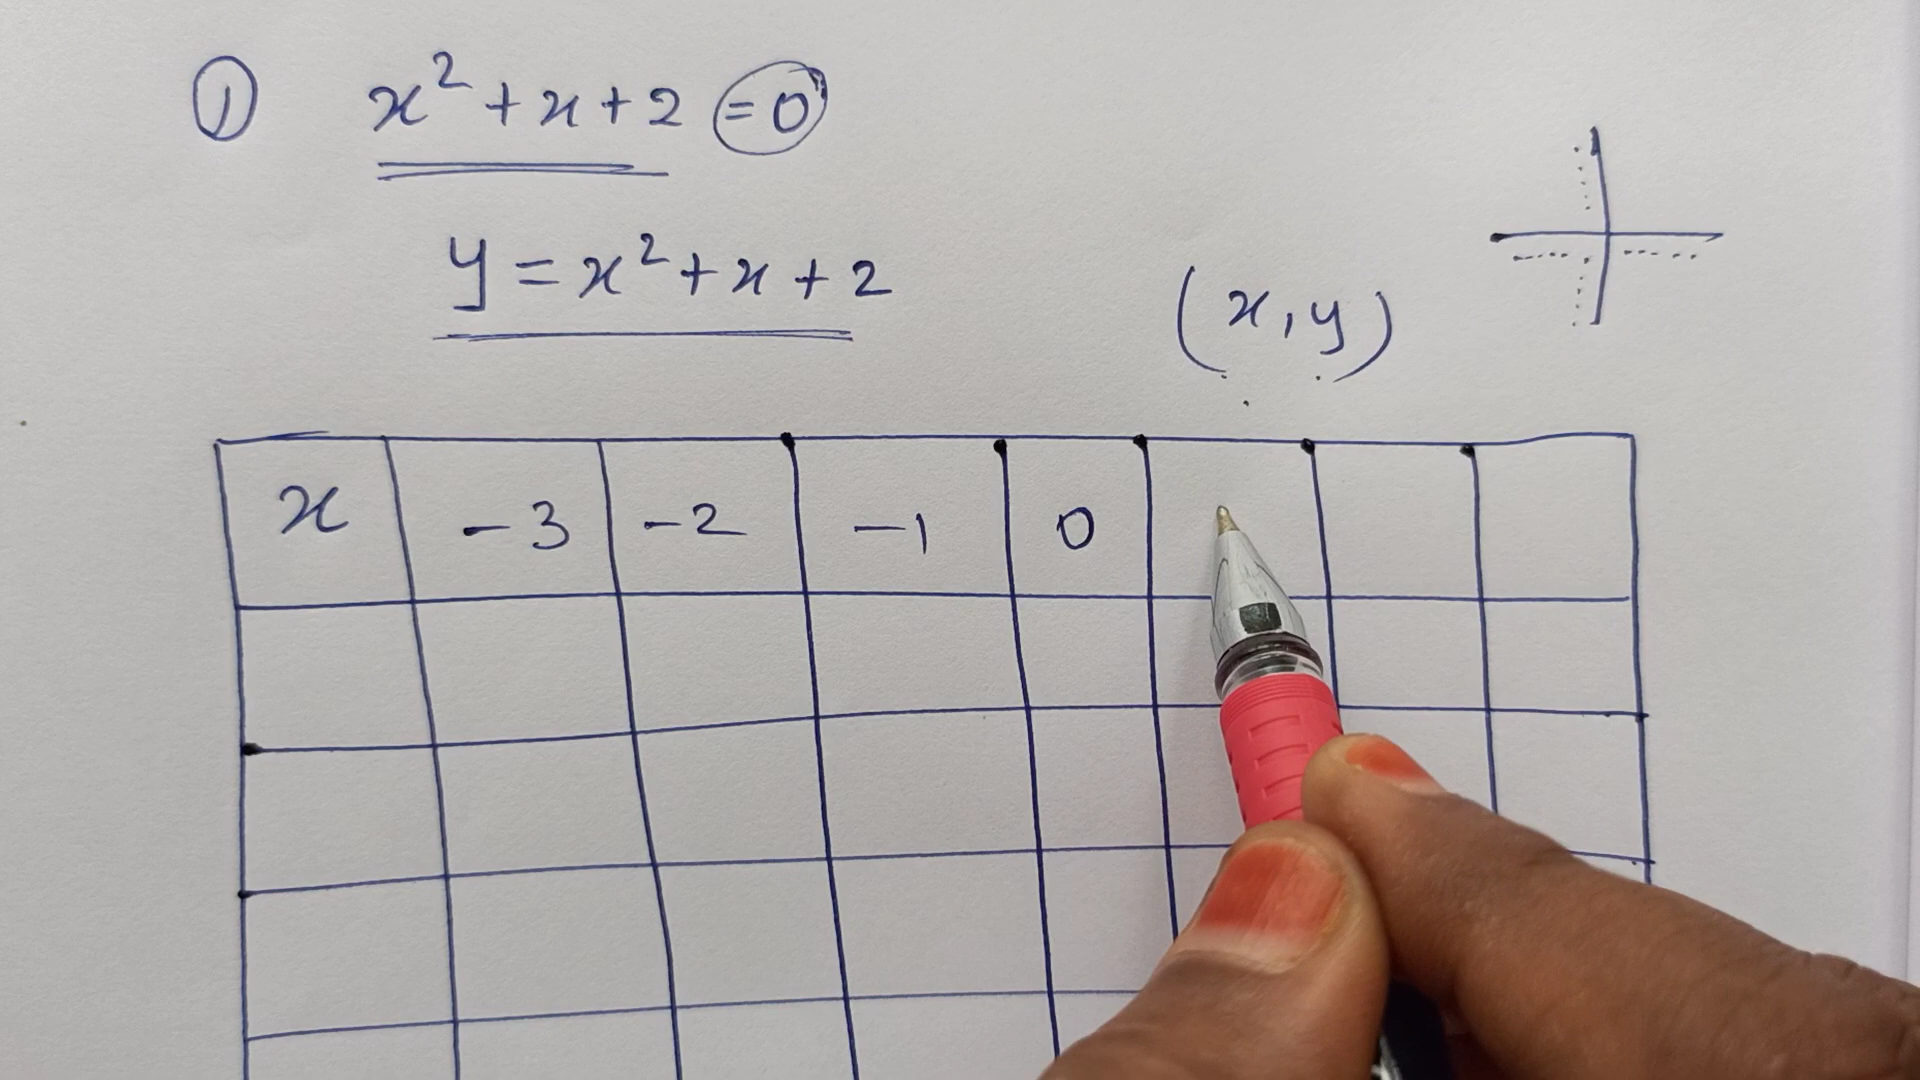 ① x² + x + 2 = 0
y = x² + x + 2
(x, y)
x -3 -2 -1 0